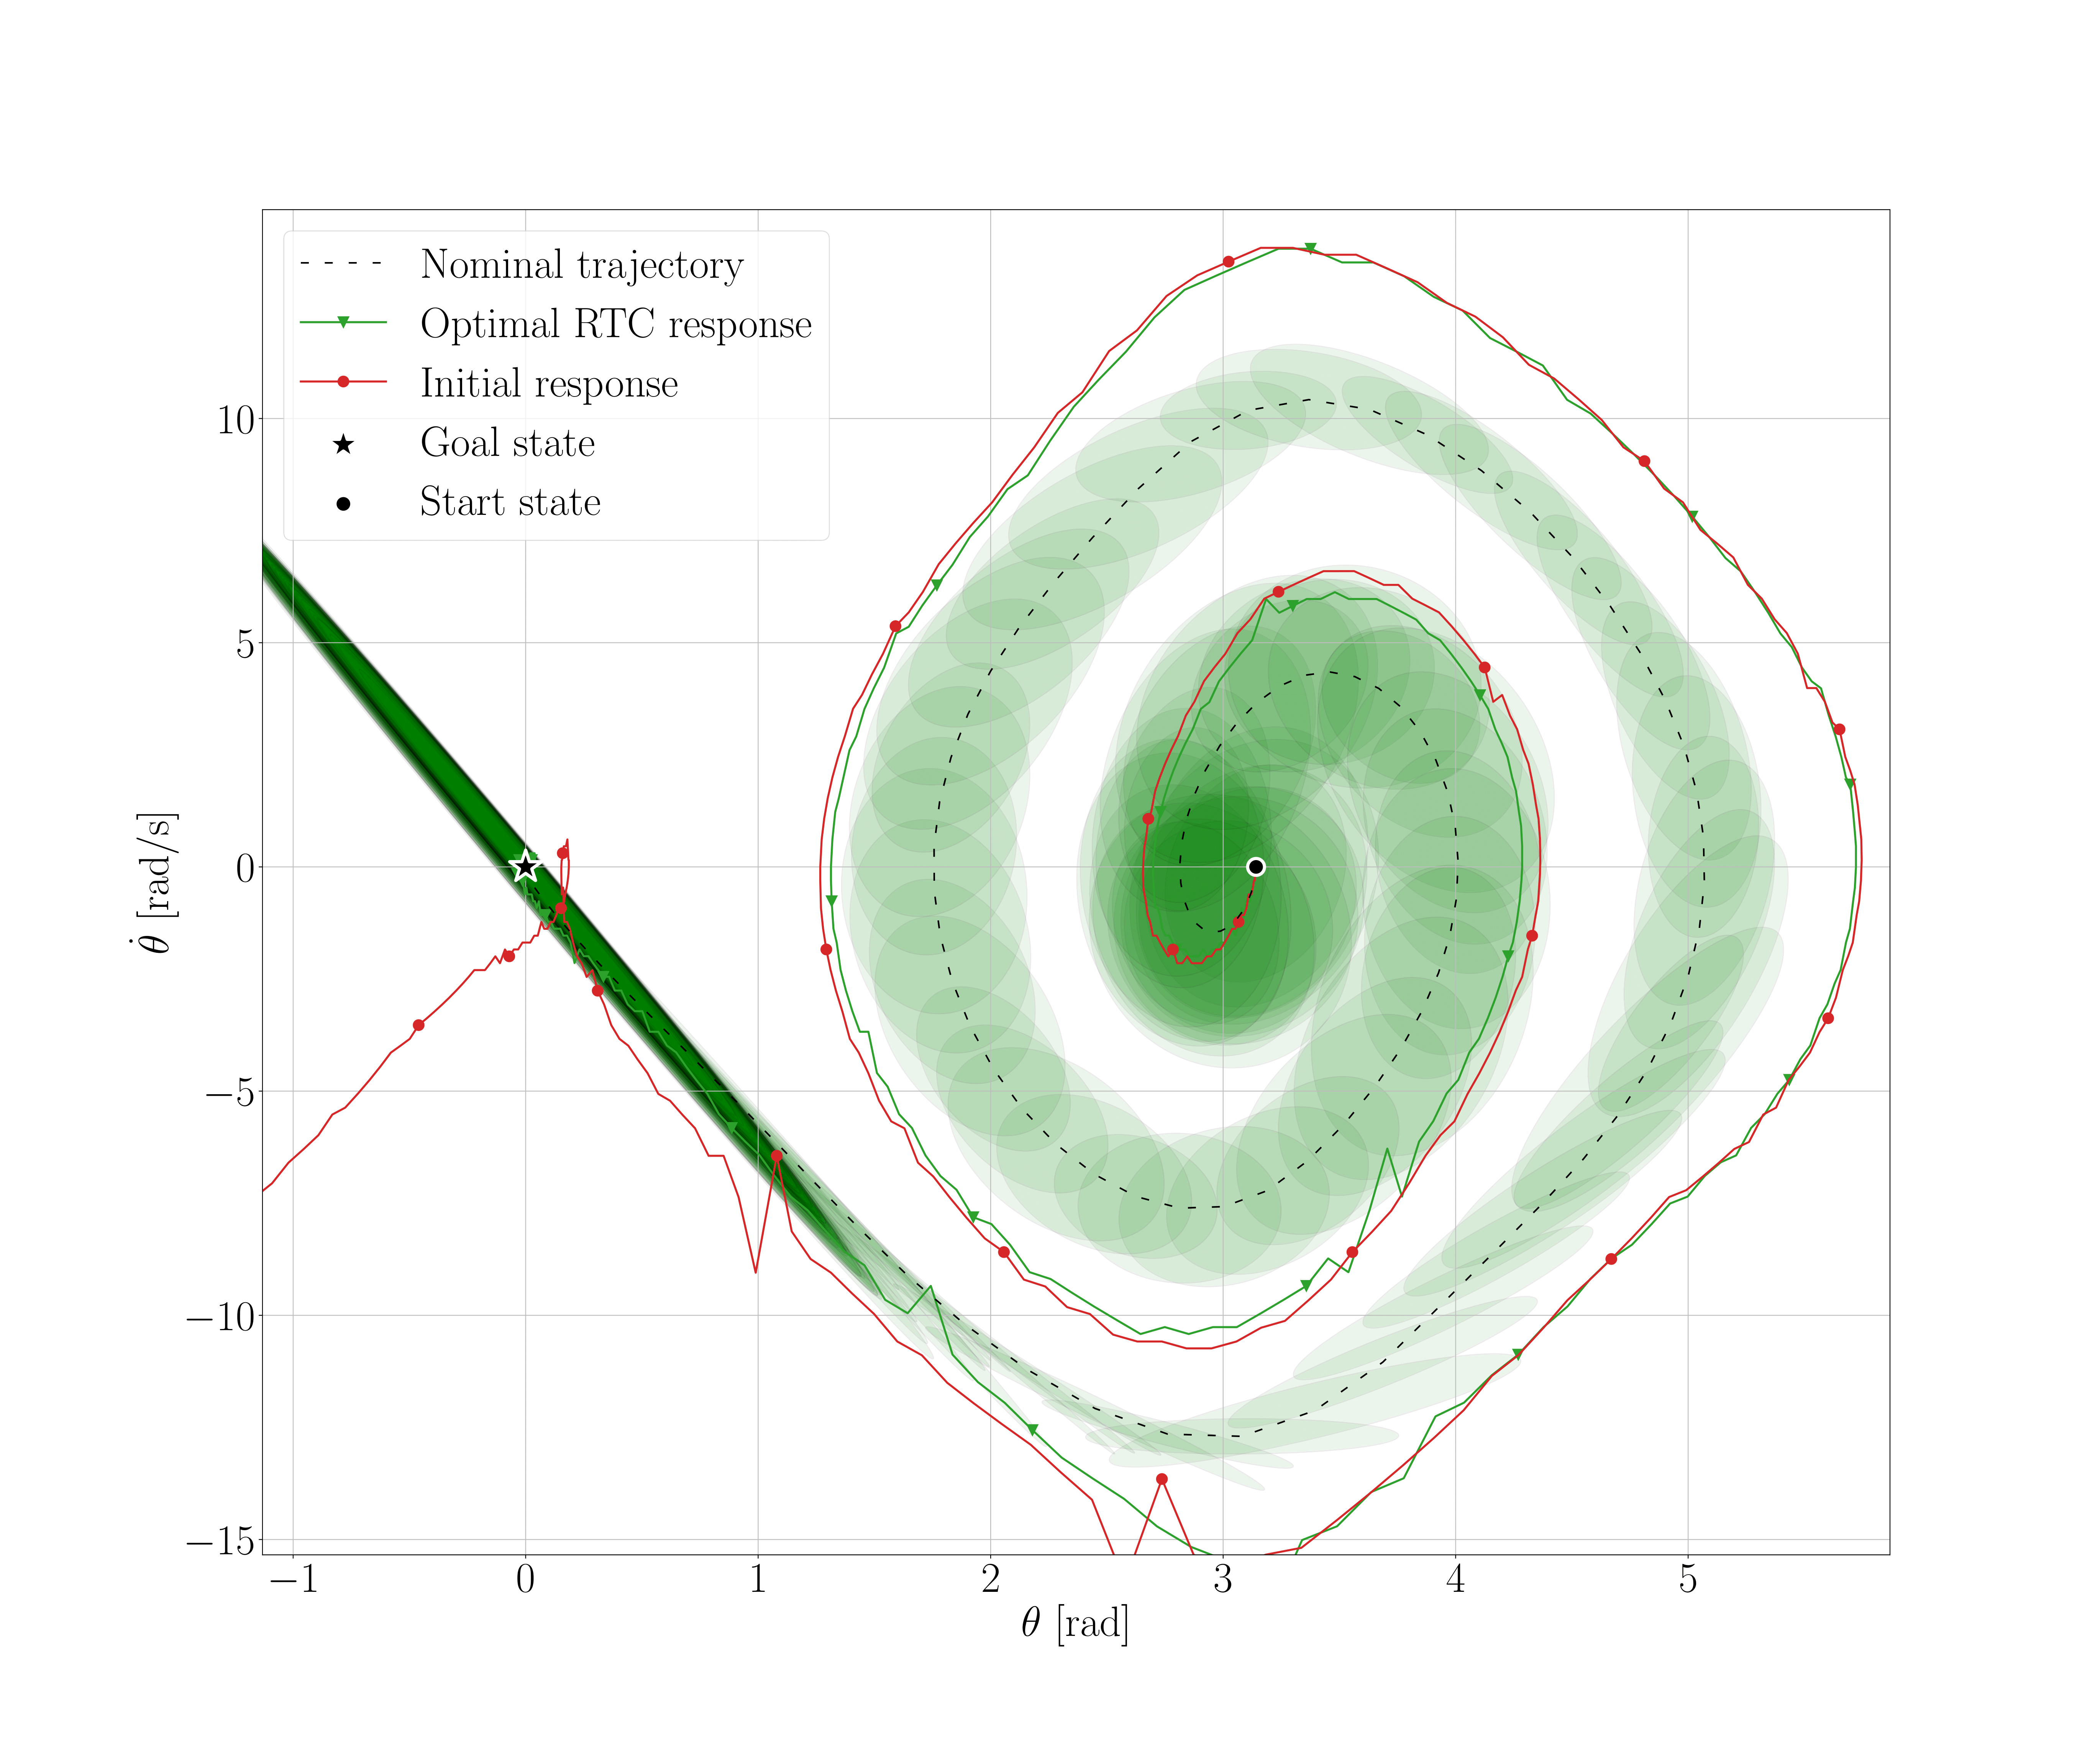 Nominal trajectory
Optimal RTC response
Initial response
Goal state
Start state
10
5
0
−5
−10
−15
θ̇ [rad/s]
−1 0 1 2 3 4 5
θ [rad]